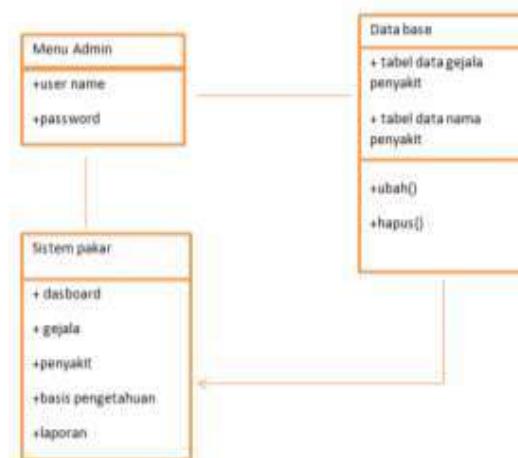 Menu Admin
+user name
+password
Data base
+ tabel data gejala
penyakit
+ tabel data nama
penyakit
+ubah()
+hapus()
Sistem pakar
+ dasboard
+ gejala
+penyakit
+basis pengetahuan
+laporan